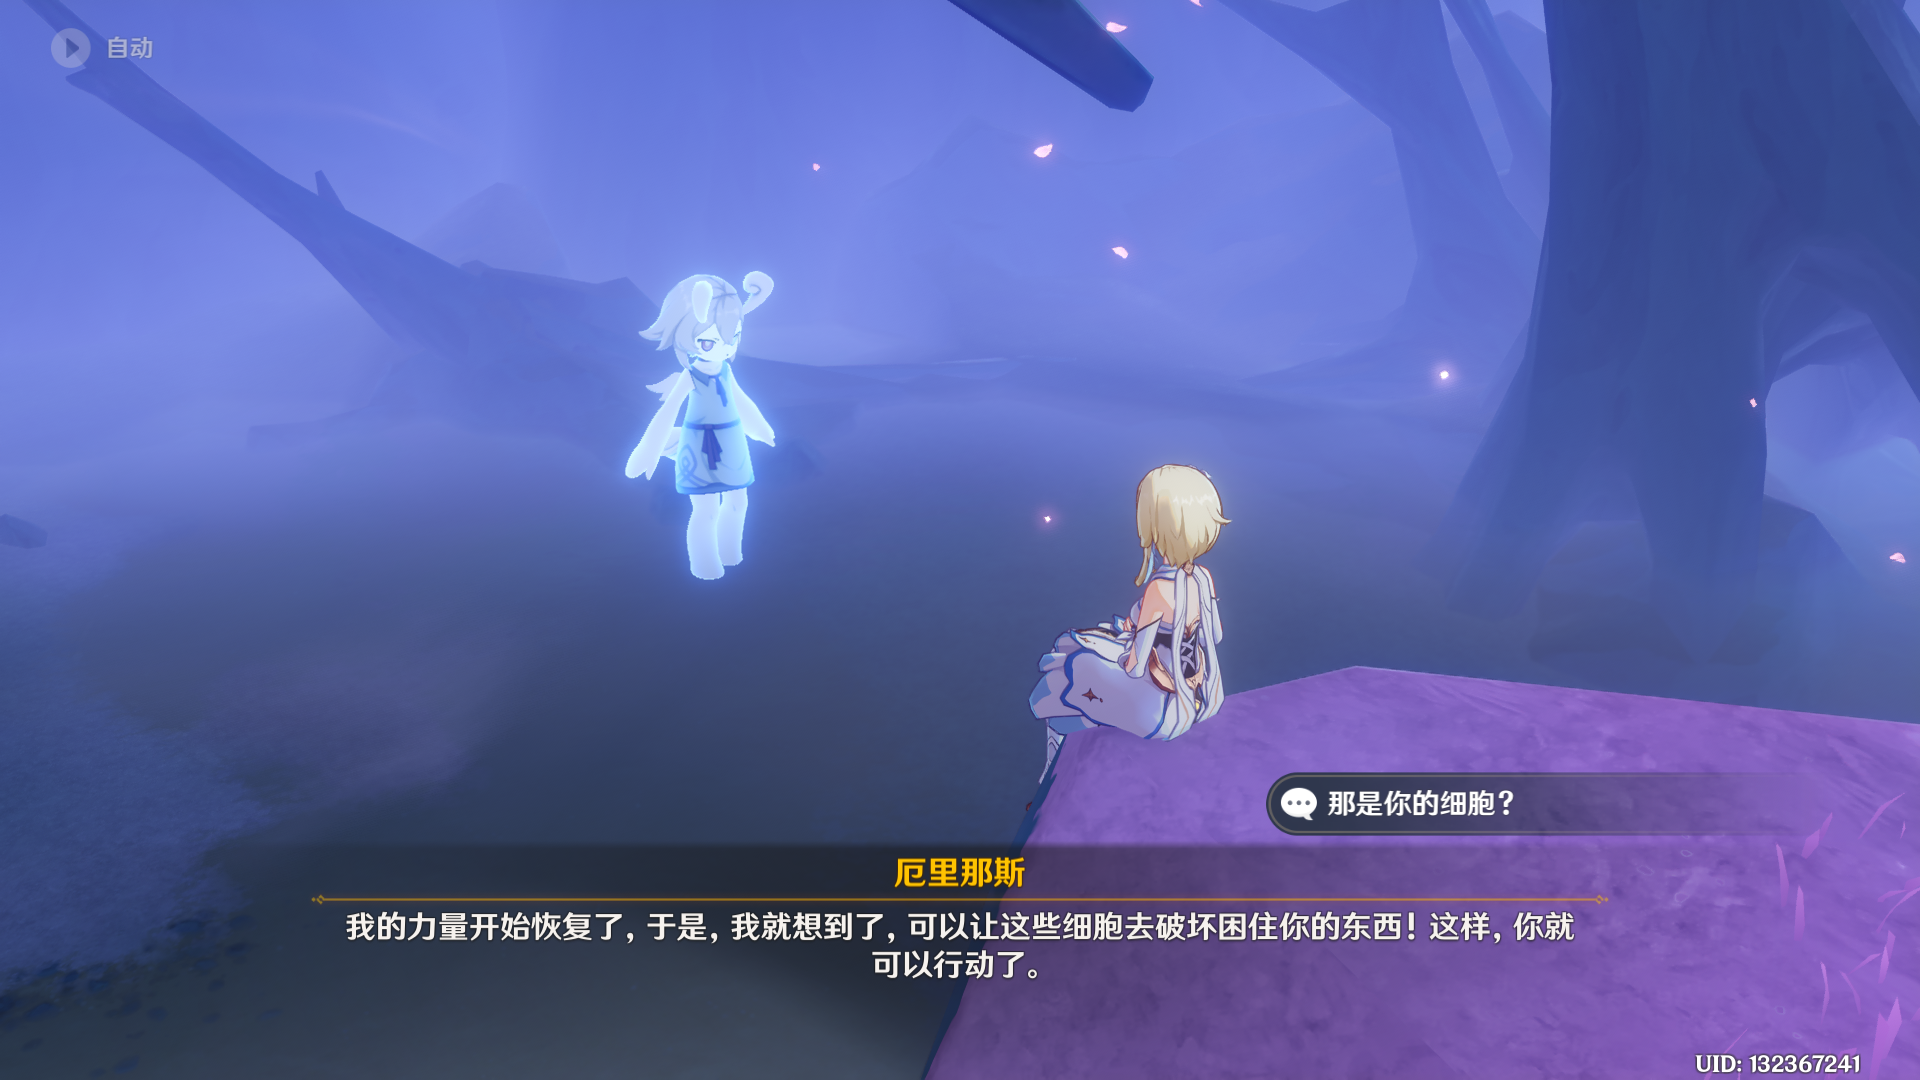 自动
那是你的细胞？
厄里那斯
我的力量开始恢复了，于是，我就想到了，可以让这些细胞去破坏困住你的东西！这样，你就
可以行动了。
UID: 132367241